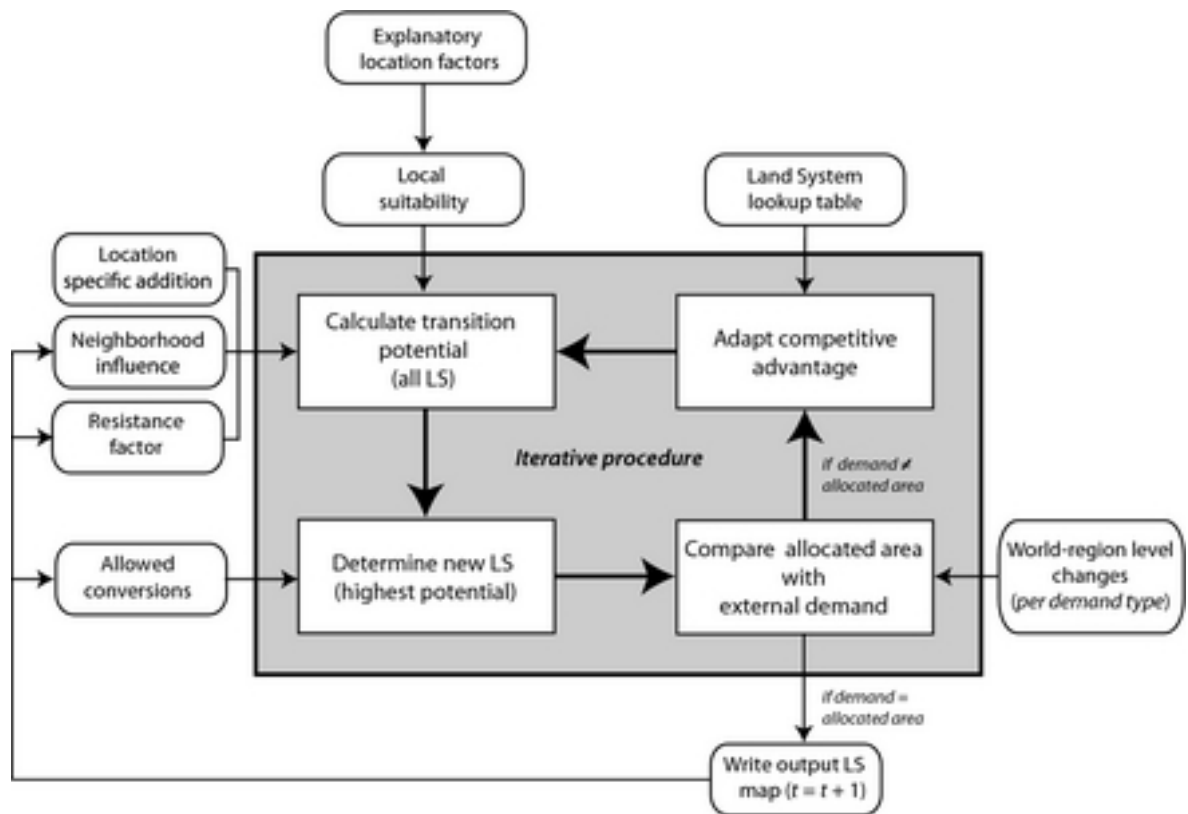 Explanatory
location factors
Local
suitability
Land System
lookup table
Location
specific addition
Neighborhood
influence
Resistance
factor
Allowed
conversions
Calculate transition
potential
(all LS)
Adapt competitive
advantage
Iterative procedure
if demand ≠
allocated area
Determine new LS
(highest potential)
Compare allocated area
with
external demand
World-region level
changes
(per demand type)
if demand =
allocated area
Write output LS
map (t = t + 1)